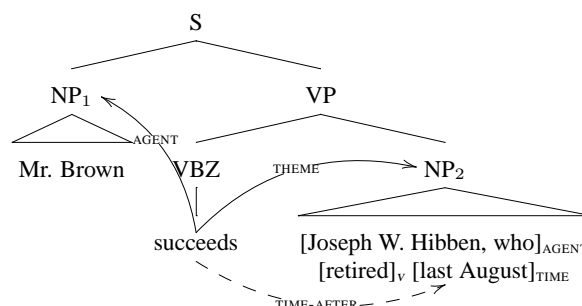 S
NP1 VP
AGENT
Mr. Brown VBZ THEME NP2
succeeds [Joseph W. Hibben, who]AGENT
[retired]v [last August]TIME
TIME-AFTER